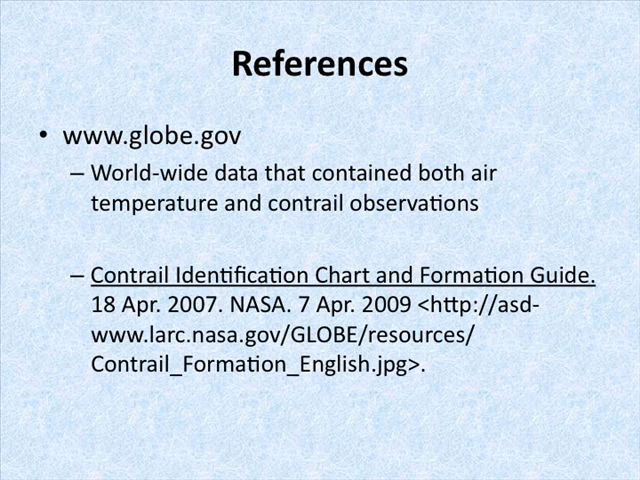 References
• www.globe.gov
– World-wide data that contained both air
temperature and contrail observations
– Contrail Identification Chart and Formation Guide.
18 Apr. 2007. NASA. 7 Apr. 2009 <http://asd-
www.larc.nasa.gov/GLOBE/resources/
Contrail_Formation_English.jpg>.